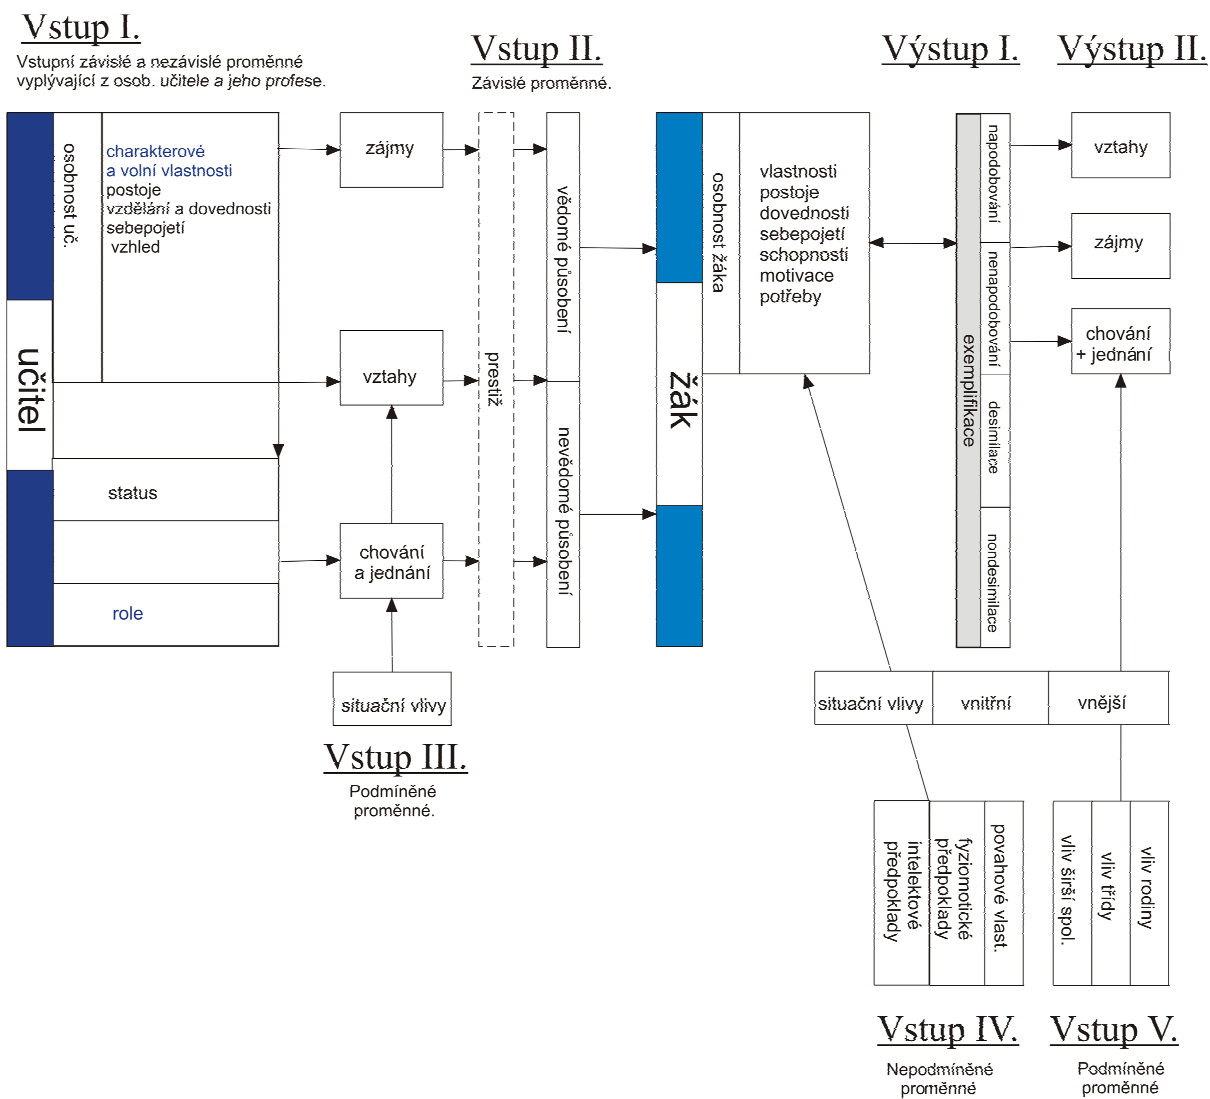 Vstup I.
Vstupní závislé a nezávislé proměnné
vyplývající z osob. učitele a jeho profese.
Vstup II.
Závislé proměnné.
Výstup I.
Výstup II.
učitel
osobnost uč.
charakterové
a volní vlastnosti
postoje
vzdělání a dovednosti
sebepojetí
vzhled
status
role
zájmy
vztahy
chování
a jednání
situační vlivy
Vstup III.
Podmíněné
proměnné.
prestiž
vědomé působení
nevědomé působení
žák
osobnost žáka
vlastnosti
postoje
dovednosti
sebepojetí
schopnosti
motivace
potřeby
exemplifikace
napodobování
nenapodobování
desimilace
nondesimilace
vztahy
zájmy
chování
+ jednání
situační vlivy
vnitřní
vnější
intelektové
předpoklady
fyziomotické
předpoklady
povahové vlast.
vliv širší spol.
vliv třídy
vliv rodiny
Vstup IV.
Nepodmíněné
proměnné
Vstup V.
Podmíněné
proměnné